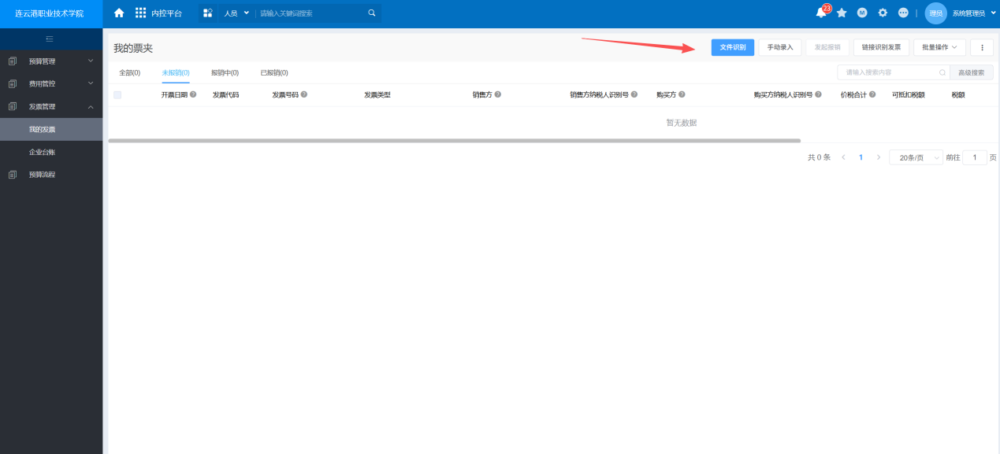 连云港职业技术学院
内控平台
人员
请输入关键词搜索
23
M
理员
系统管理员
预算管理
费用管控
发票管理
我的发票
企业台账
预算流程
我的票夹
文件识别
手动录入
发起报销
链接识别发票
批量操作
全部(0)
未报销(0)
报销中(0)
已报销(0)
请输入搜索内容
高级搜索
开票日期
发票代码
发票号码
发票类型
销售方
销售方纳税人识别号
购买方
购买方纳税人识别号
价税合计
可抵扣税额
税额
暂无数据
共 0 条
1
20条/页
前往
1
页